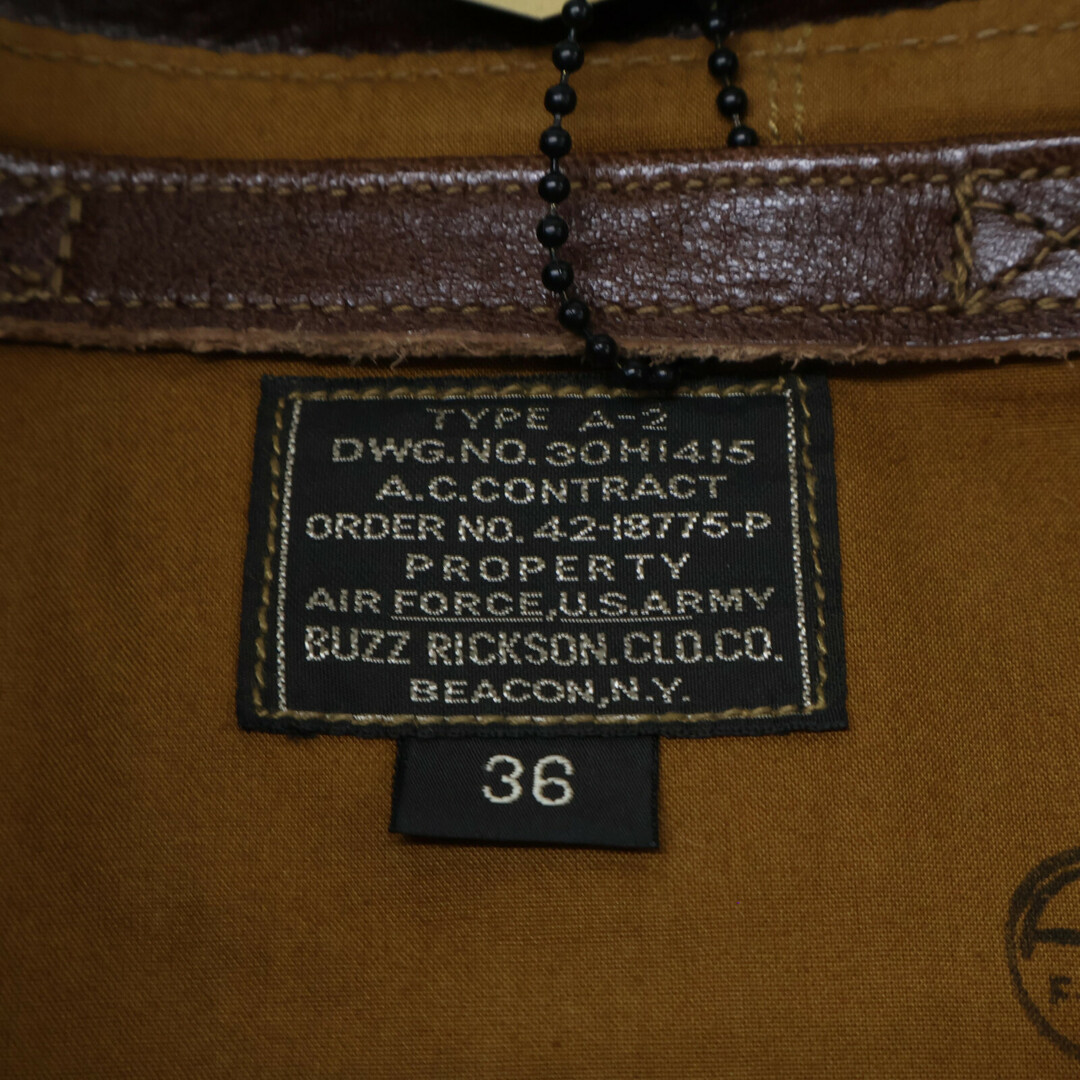 TYPE A-2
DWG.NO.30H1415
A.C.CONTRACT
ORDER NO. 42-18775-P
PROPERTY
AIR FORCE,U.S.ARMY
BUZZ RICKSON.CLO.CO.
BEACON,N.Y.
36